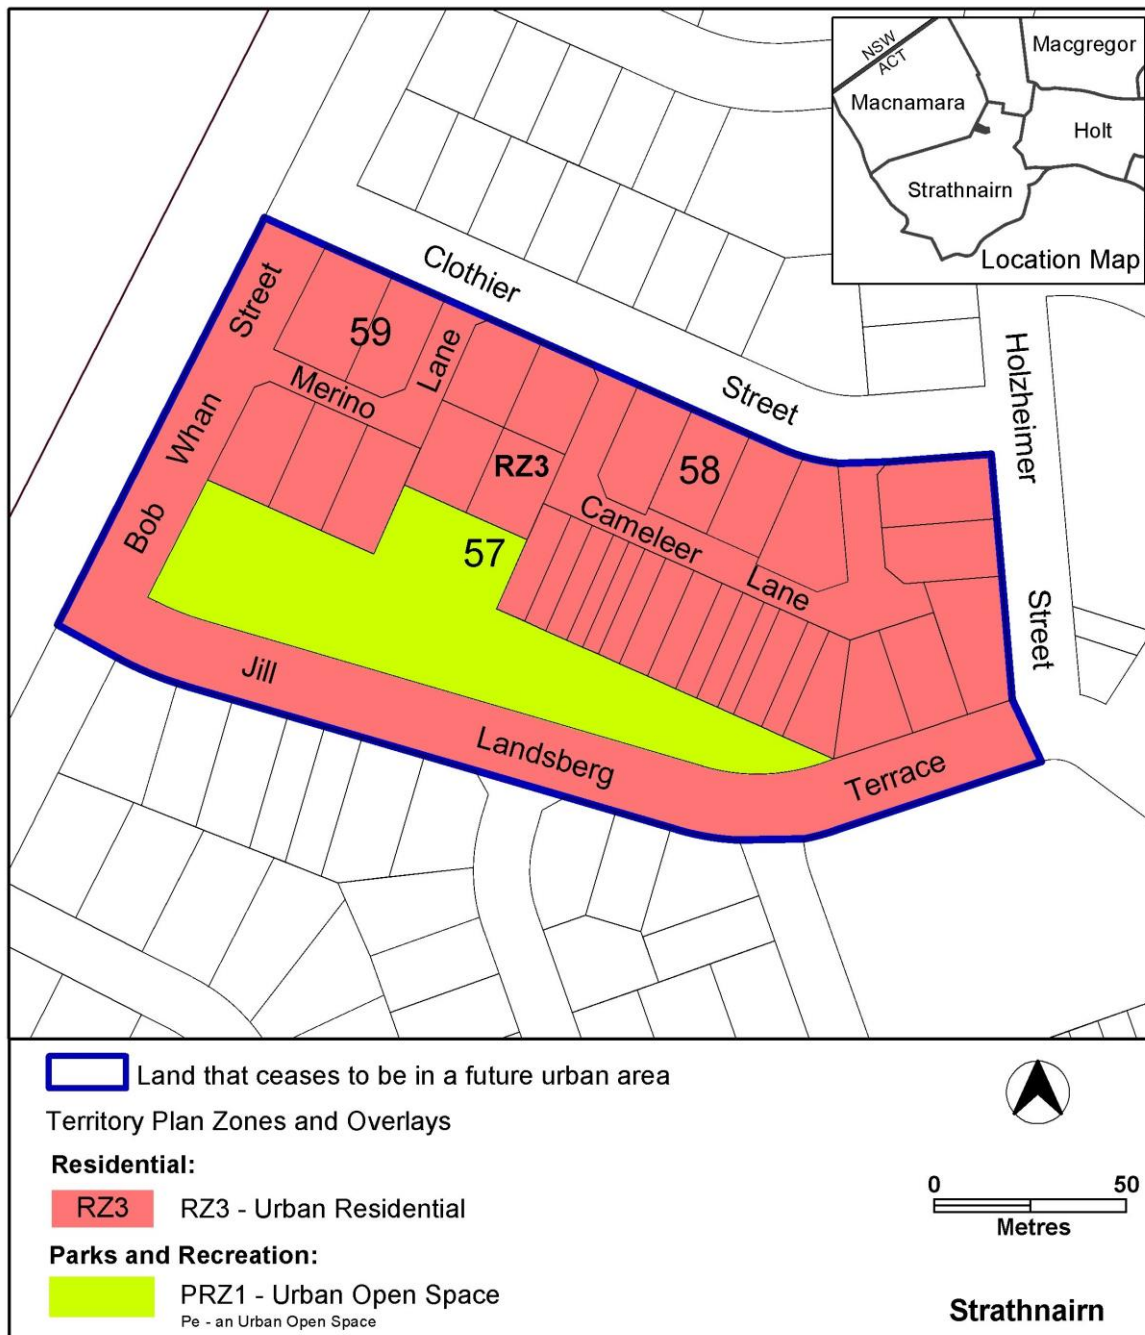 NSW
ACT
Macgregor
Macnamara
Holt
Strathnairn
Location Map
Clothier
Street
Holzheimer
Street
Street
Whan
Bob
59
Merino
Lane
RZ3
58
Cameleer
Lane
57
Jill
Landsberg
Terrace
Land that ceases to be in a future urban area
Territory Plan Zones and Overlays
Residential:
RZ3 RZ3 - Urban Residential
Parks and Recreation:
PRZ1 - Urban Open Space
Pe - an Urban Open Space
0 50
Metres
Strathnairn